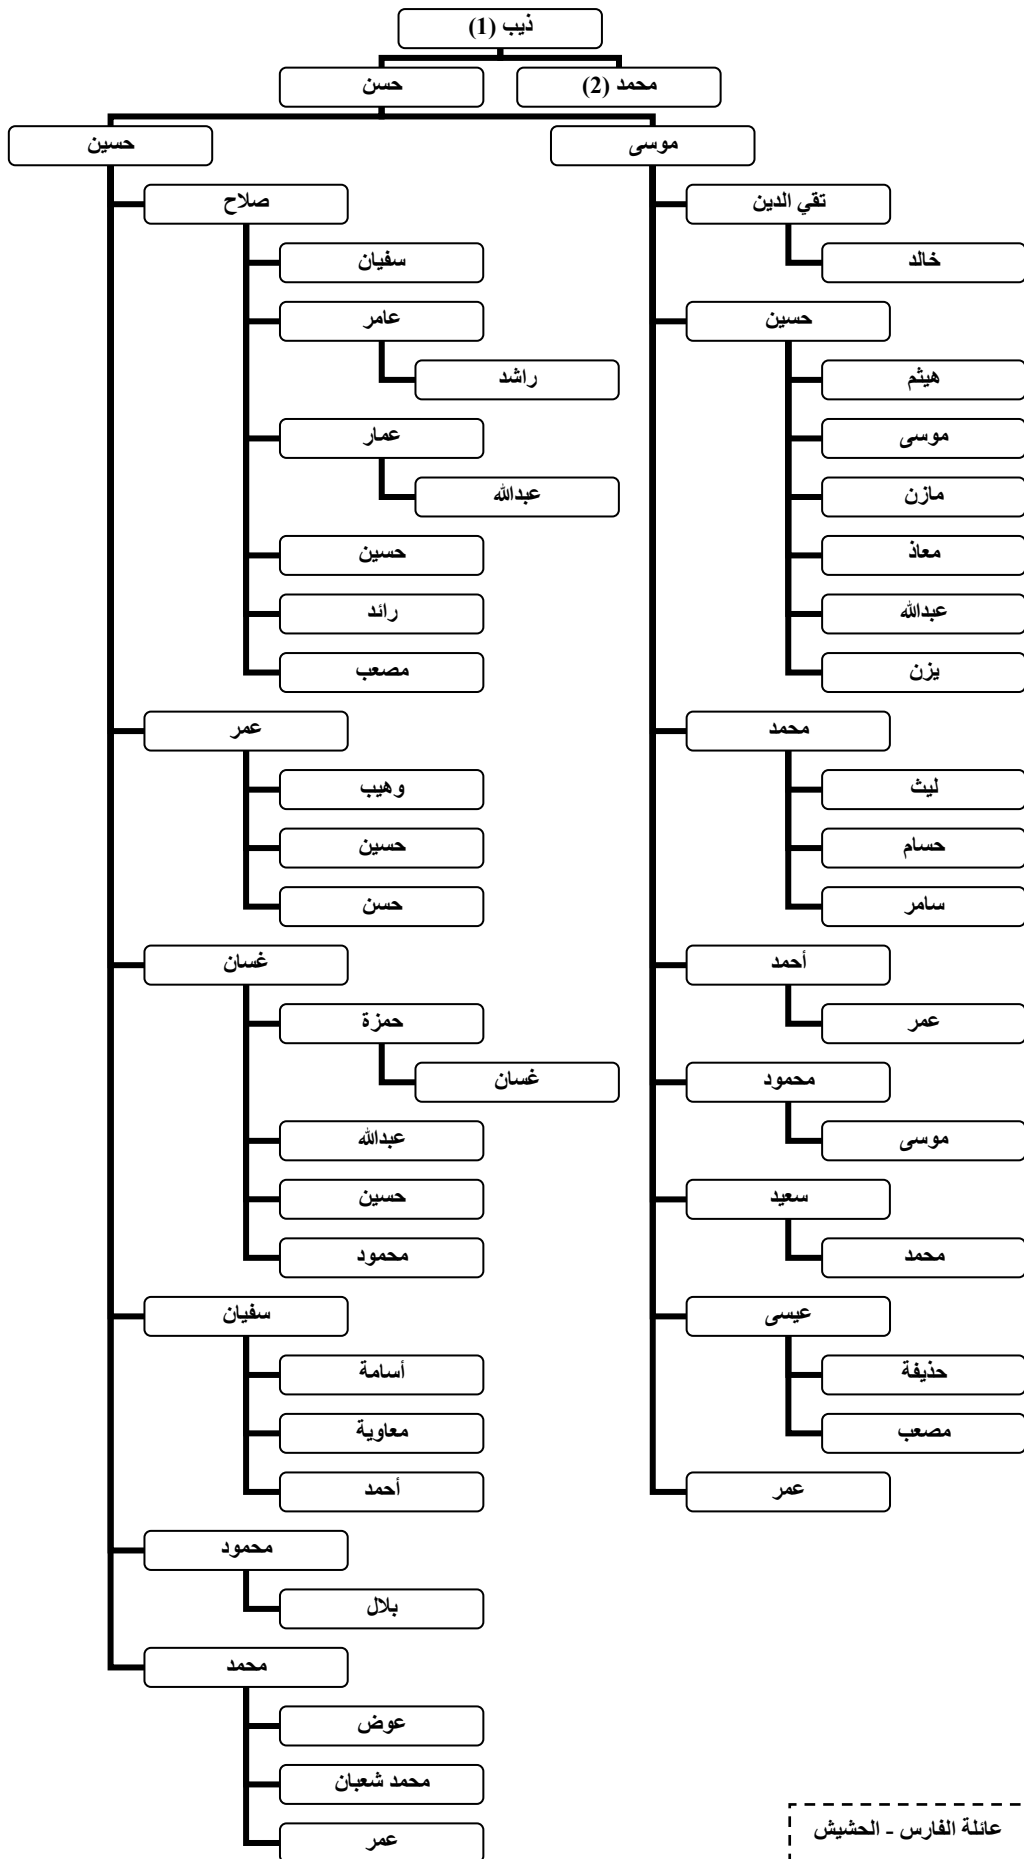 ذيب (1)
محمد (2)
حسن
موسى
تقي الدين
خالد
حسين
هيثم
موسى
مازن
معاذ
عبدالله
يزن
محمد
ليث
حسام
سامر
أحمد
عمر
محمود
موسى
سعيد
محمد
عيسى
حذيفة
مصعب
عمر
حسين
صلاح
سفيان
عامر
راشد
عمار
عبدالله
حسين
رائد
مصعب
عمر
وهيب
حسين
حسن
غسان
حمزة
غسان
عبدالله
حسين
محمود
سفيان
أسامة
معاوية
أحمد
محمود
بلال
محمد
عوض
محمد شعبان
عمر
عائلة الفارس - الحشيش